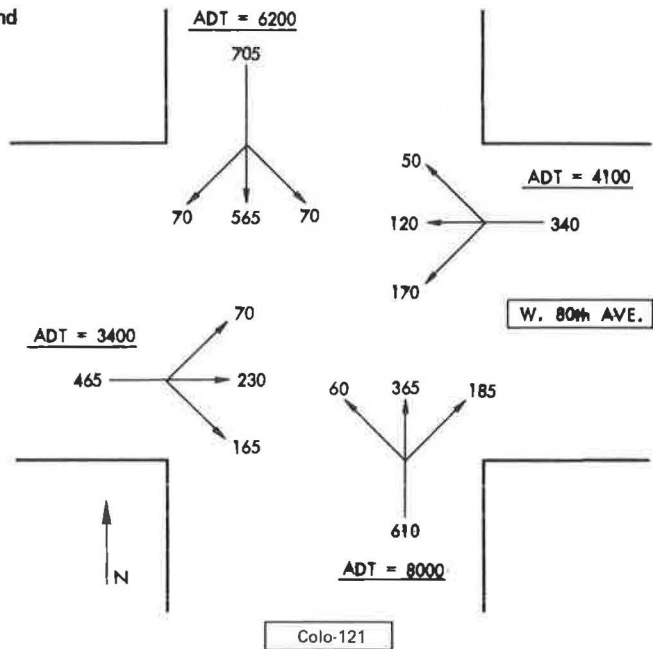 nd
ADT = 6200
705
70 565 70
50
120
170
340
ADT = 4100
W. 80th AVE.
ADT = 3400
465
70
230
165
60 365 185
610
ADT = 8000
N
Colo-121